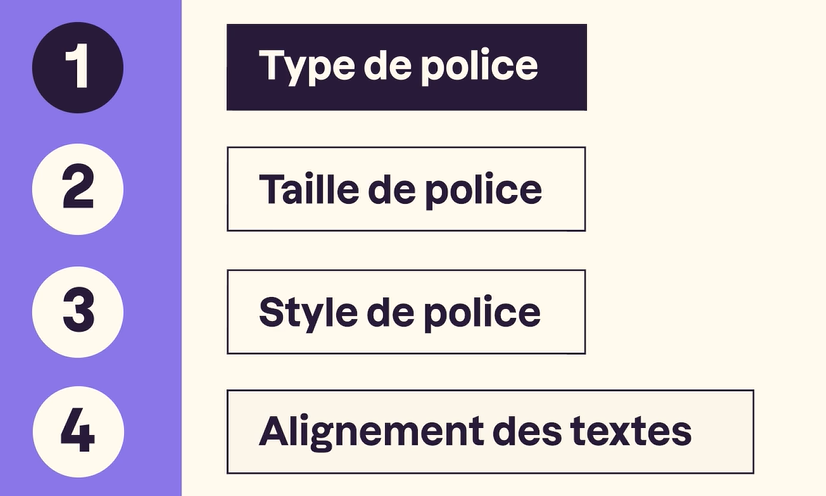 1 Type de police
2 Taille de police
3 Style de police
4 Alignement des textes